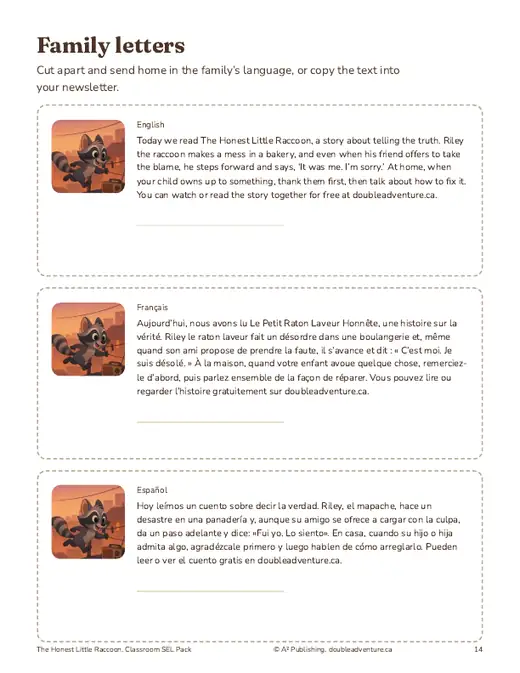 Family letters
Cut apart and send home in the family's language, or copy the text into
your newsletter.
English
Today we read The Honest Little Raccoon, a story about telling the truth. Riley
the raccoon makes a mess in a bakery, and even when his friend offers to take
the blame, he steps forward and says, 'It was me. I'm sorry.' At home, when
your child owns up to something, thank them first, then talk about how to fix it.
You can watch or read the story together for free at doubleadventure.ca.
Français
Aujourd'hui, nous avons lu Le Petit Raton Laveur Honnête, une histoire sur la
vérité. Riley le raton laveur fait un désordre dans une boulangerie et, même
quand son ami propose de prendre la faute, il s'avance et dit : « C'est moi. Je
suis désolé. » À la maison, quand votre enfant avoue quelque chose, remerciez-
le d'abord, puis parlez ensemble de la façon de réparer. Vous pouvez lire ou
regarder l'histoire gratuitement sur doubleadventure.ca.
Español
Hoy leímos un cuento sobre decir la verdad. Riley, el mapache, hace un
desastre en una panadería y, aunque su amigo se ofrece a cargar con la culpa,
da un paso adelante y dice: «Fui yo. Lo siento». En casa, cuando su hijo o hija
admita algo, agradézcale primero y luego hablen de cómo arreglarlo. Pueden
leer o ver el cuento gratis en doubleadventure.ca.
The Honest Little Raccoon. Classroom SEL Pack
© A² Publishing. doubleadventure.ca
14